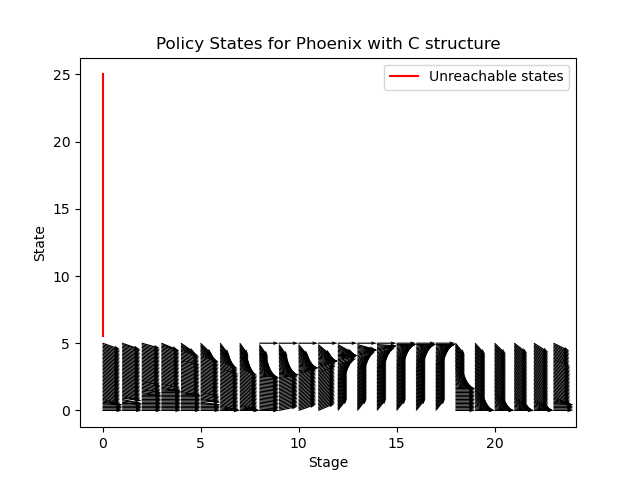 Policy States for Phoenix with C structure
Unreachable states
25
20
15
10
5
0
State
0 5 10 15 20
Stage